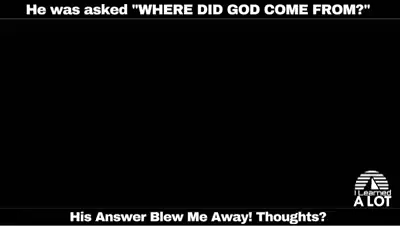 He was asked "WHERE DID GOD COME FROM?"
I Learned
A LOT
His Answer Blew Me Away! Thoughts?